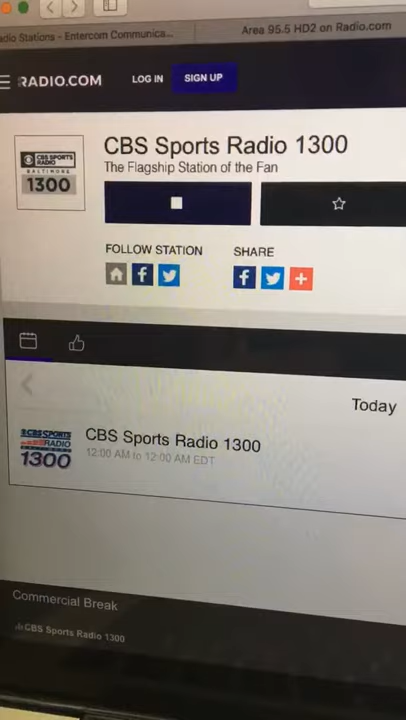 adio Stations - Entercom Communica...
Area 95.5 HD2 on Radio.com
RADIO.COM
LOG IN
SIGN UP
CBS SPORTS
RADIO
BALTIMORE
1300
CBS Sports Radio 1300
The Flagship Station of the Fan
FOLLOW STATION
SHARE
Today
CBS SPORTS
RADIO
1300
CBS Sports Radio 1300
12:00 AM to 12:00 AM EDT
Commercial Break
CBS Sports Radio 1300